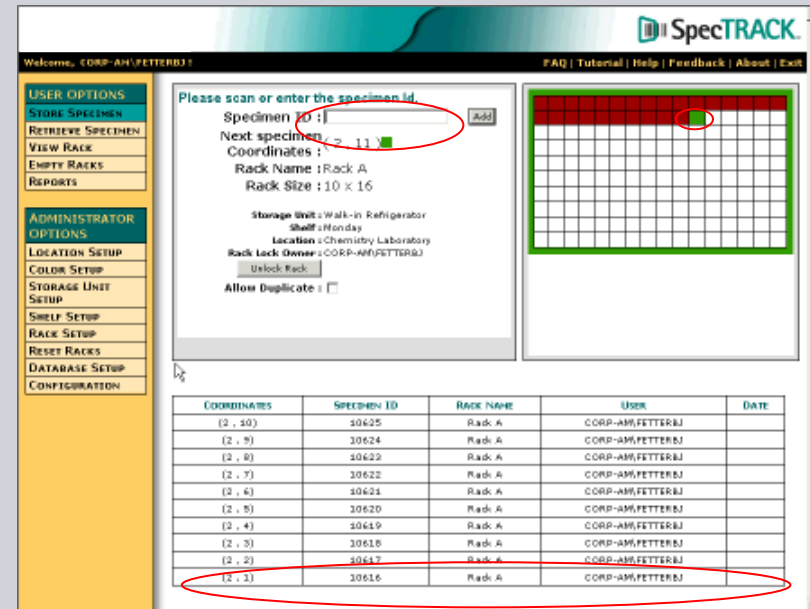 SpecTRACK.
Welcome, CORP-AM\FETTERBJ !
FAQ | Tutorial | Help | Feedback | About | Exit
USER OPTIONS
STORE SPECIMEN
RETRIEVE SPECIMEN
VIEW RACK
EMPTY RACKS
REPORTS
ADMINISTRATOR
OPTIONS
LOCATION SETUP
COLOR SETUP
STORAGE UNIT
SETUP
SHELF SETUP
RACK SETUP
RESET RACKS
DATABASE SETUP
CONFIGURATION
Please scan or enter the specimen Id.
Specimen ID :
Add
Next specimen
Coordinates : ( 2 , 11 )
Rack Name : Rack A
Rack Size : 10 x 16
Storage Unit : Walk-in Refrigerator
Shelf : Monday
Location : Chemistry Laboratory
Rack Lock Owner : CORP-AM\FETTERBJ
Unlock Rack
Allow Duplicate :
COORDINATES SPECIMEN ID RACK NAME USER DATE
(2 , 10) 10625 Rack A CORP-AM\FETTERBJ
(2 , 9) 10624 Rack A CORP-AM\FETTERBJ
(2 , 8) 10623 Rack A CORP-AM\FETTERBJ
(2 , 7) 10622 Rack A CORP-AM\FETTERBJ
(2 , 6) 10621 Rack A CORP-AM\FETTERBJ
(2 , 5) 10620 Rack A CORP-AM\FETTERBJ
(2 , 4) 10619 Rack A CORP-AM\FETTERBJ
(2 , 3) 10618 Rack A CORP-AM\FETTERBJ
(2 , 2) 10617 Rack A CORP-AM\FETTERBJ
(2 , 1) 10616 Rack A CORP-AM\FETTERBJ